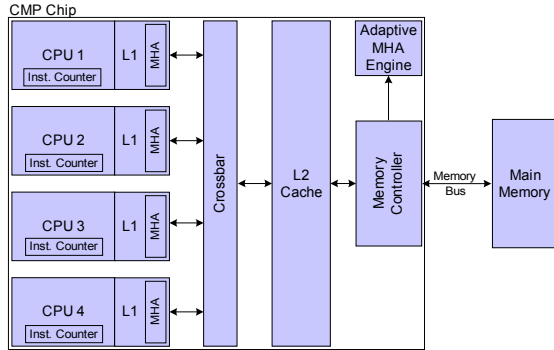 CMP Chip
CPU 1
Inst. Counter
L1
MHA
CPU 2
Inst. Counter
L1
MHA
CPU 3
Inst. Counter
L1
MHA
CPU 4
Inst. Counter
L1
MHA
Crossbar
L2
Cache
Adaptive
MHA
Engine
Memory
Controller
Memory
Bus
Main
Memory